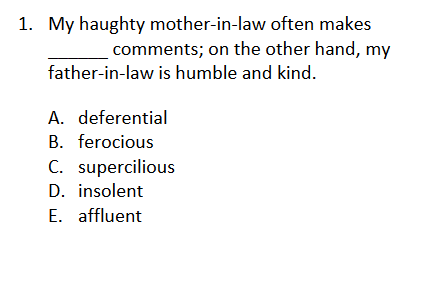 1. My haughty mother-in-law often makes
______ comments; on the other hand, my
father-in-law is humble and kind.
A. deferential
B. ferocious
C. supercilious
D. insolent
E. affluent